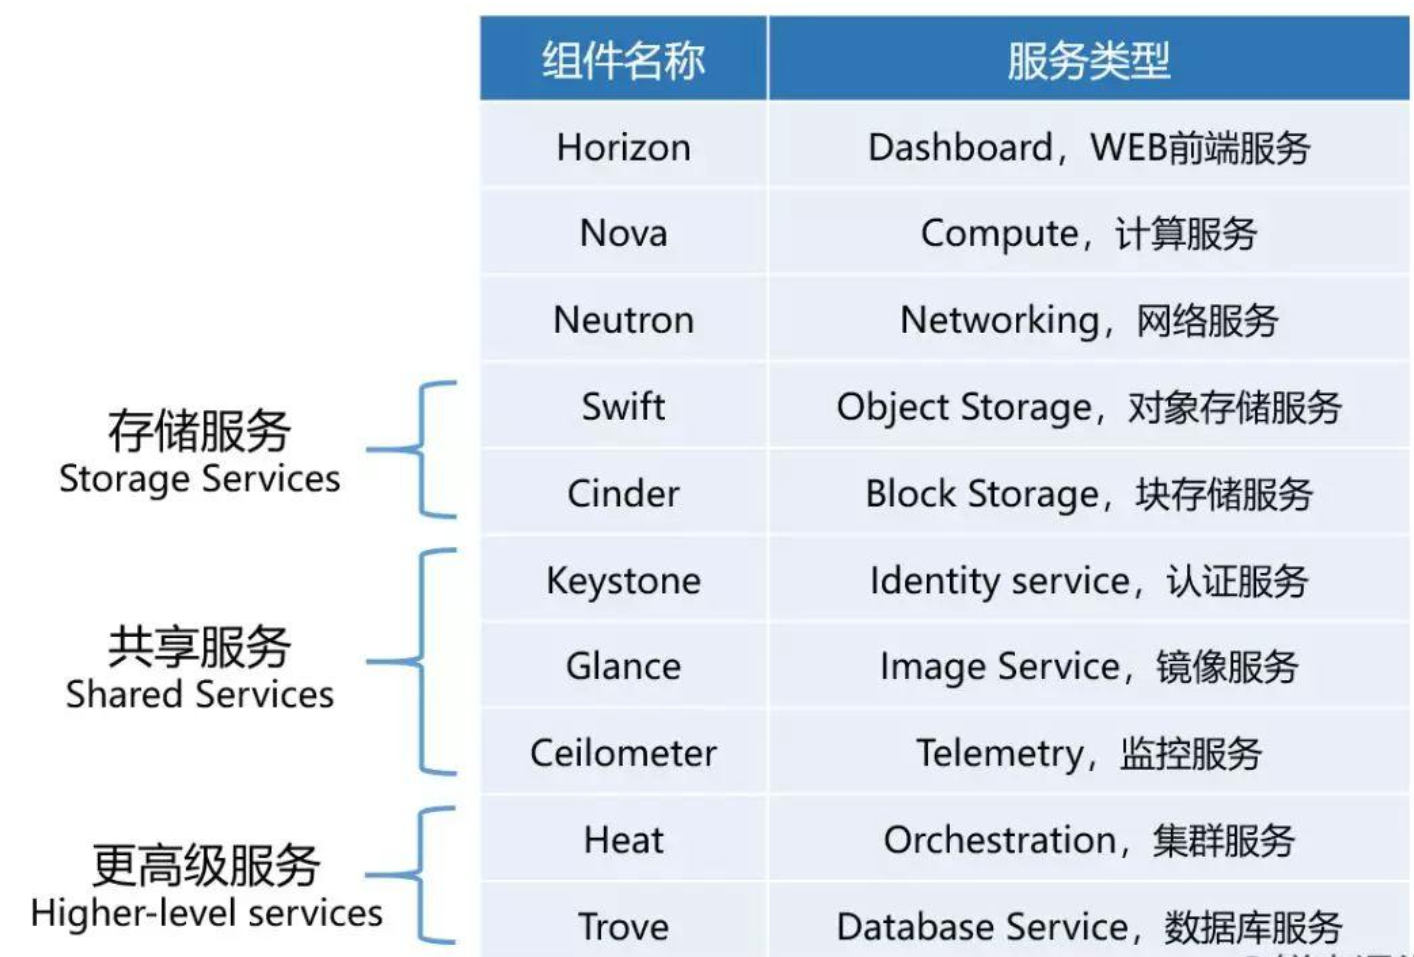 组件名称 服务类型
Horizon Dashboard，WEB前端服务
Nova Compute，计算服务
Neutron Networking，网络服务
存储服务
Storage Services
Swift Object Storage，对象存储服务
Cinder Block Storage，块存储服务
共享服务
Shared Services
Keystone Identity service，认证服务
Glance Image Service，镜像服务
Ceilometer Telemetry，监控服务
更高级服务
Higher-level services
Heat Orchestration，集群服务
Trove Database Service，数据库服务